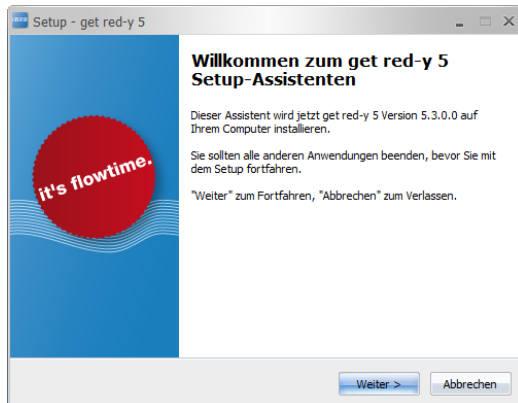 Setup - get red-y 5
Willkommen zum get red-y 5
Setup-Assistenten
Dieser Assistent wird jetzt get red-y 5 Version 5.3.0.0 auf
Ihrem Computer installieren.
Sie sollten alle anderen Anwendungen beenden, bevor Sie mit
dem Setup fortfahren.
"Weiter" zum Fortfahren, "Abbrechen" zum Verlassen.
it's flowtime.
Weiter >
Abbrechen